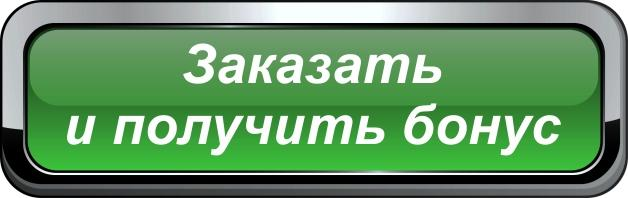 Заказать
и получить бонус